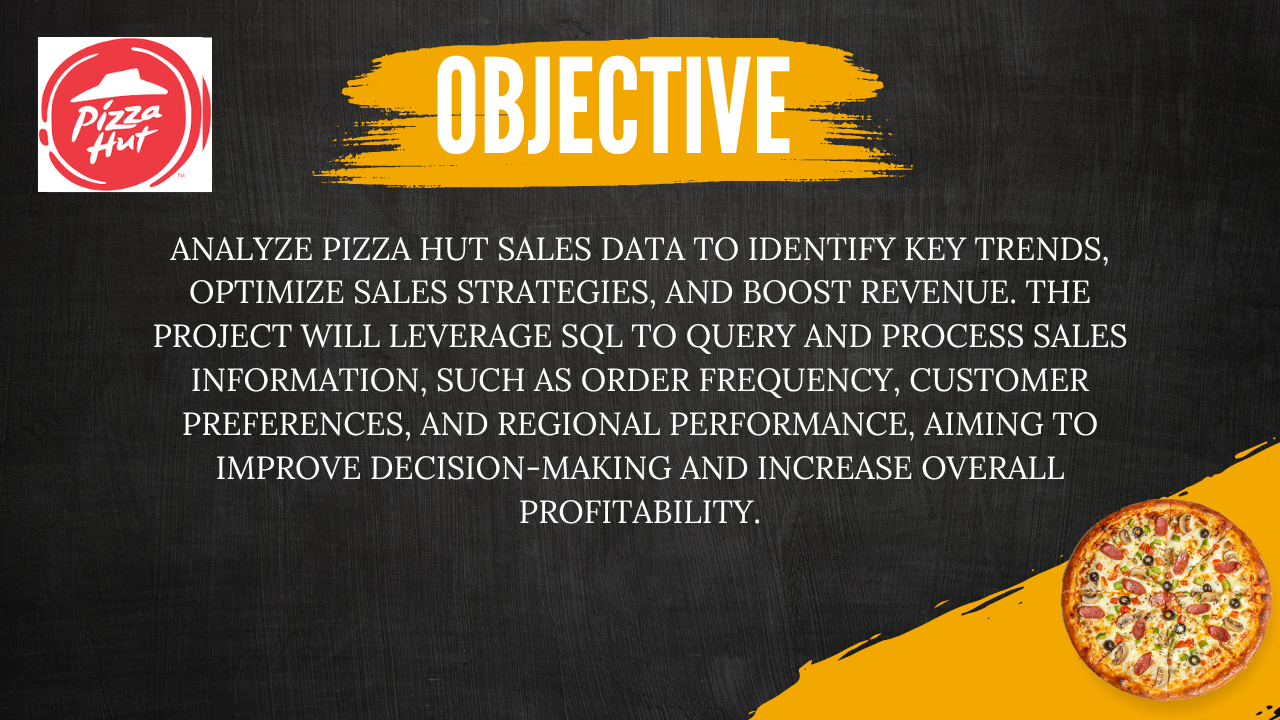 Pizza
Hut
TM
OBJECTIVE
ANALYZE PIZZA HUT SALES DATA TO IDENTIFY KEY TRENDS,
OPTIMIZE SALES STRATEGIES, AND BOOST REVENUE. THE
PROJECT WILL LEVERAGE SQL TO QUERY AND PROCESS SALES
INFORMATION, SUCH AS ORDER FREQUENCY, CUSTOMER
PREFERENCES, AND REGIONAL PERFORMANCE, AIMING TO
IMPROVE DECISION-MAKING AND INCREASE OVERALL
PROFITABILITY.